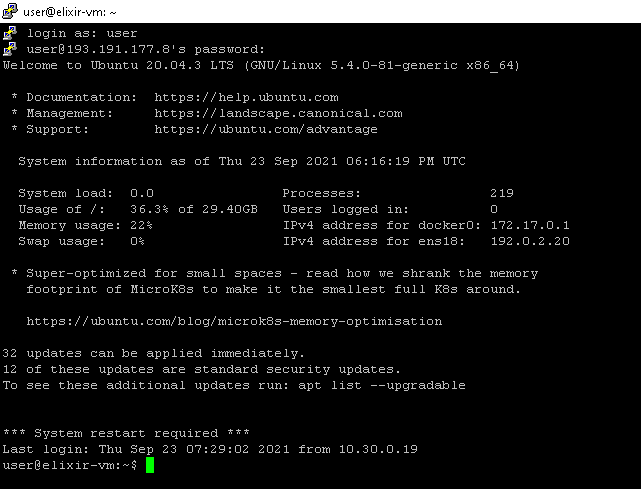 user@elixir-vm: ~
login as: user
user@193.191.177.8's password:
Welcome to Ubuntu 20.04.3 LTS (GNU/Linux 5.4.0-81-generic x86_64)
* Documentation:  https://help.ubuntu.com
* Management:     https://landscape.canonical.com
* Support:        https://ubuntu.com/advantage
System information as of Thu 23 Sep 2021 06:16:19 PM UTC
System load:  0.0                Processes:                219
Usage of /:   36.3% of 29.40GB   Users logged in:          0
Memory usage: 22%                IPv4 address for docker0: 172.17.0.1
Swap usage:   0%                 IPv4 address for ens18:   192.0.2.20
* Super-optimized for small spaces - read how we shrank the memory
footprint of MicroK8s to make it the smallest full K8s around.
https://ubuntu.com/blog/microk8s-memory-optimisation
32 updates can be applied immediately.
12 of these updates are standard security updates.
To see these additional updates run: apt list --upgradable
*** System restart required ***
Last login: Thu Sep 23 07:29:02 2021 from 10.30.0.19
user@elixir-vm:~$